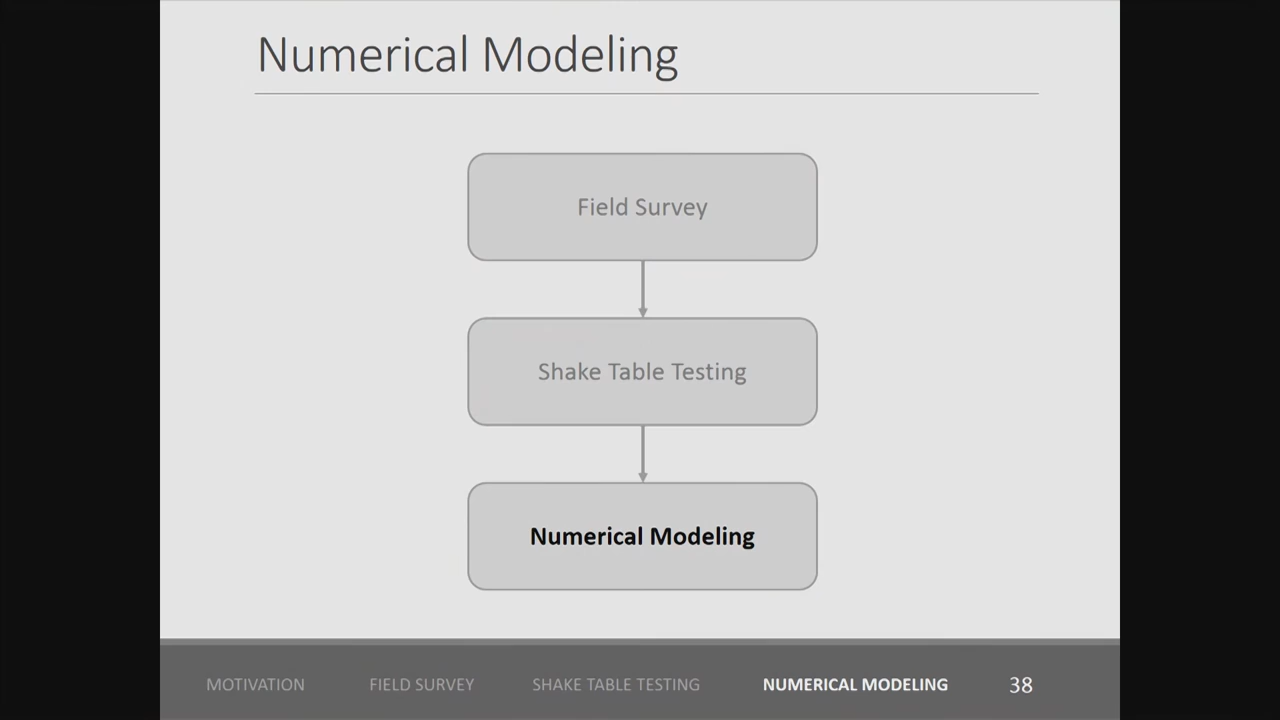 Numerical Modeling
Field Survey
Shake Table Testing
Numerical Modeling
MOTIVATION FIELD SURVEY SHAKE TABLE TESTING NUMERICAL MODELING 38